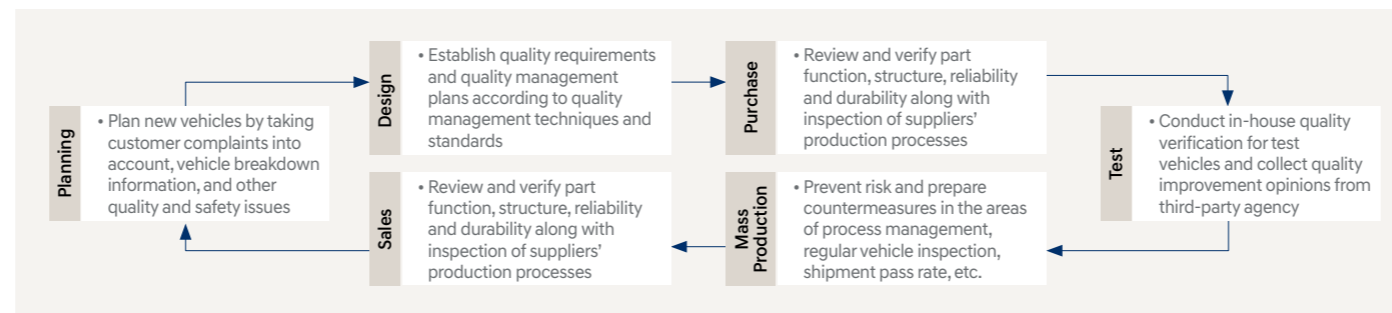 Planning
• Plan new vehicles by taking
customer complaints into
account, vehicle breakdown
information, and other
quality and safety issues
Design
• Establish quality requirements
and quality management
plans according to quality
management techniques and
standards
Purchase
• Review and verify part
function, structure, reliability
and durability along with
inspection of suppliers'
production processes
Test
• Conduct in-house quality
verification for test
vehicles and collect quality
improvement opinions from
third-party agency
Mass
Production
• Prevent risk and prepare
countermeasures in the areas
of process management,
regular vehicle inspection,
shipment pass rate, etc.
Sales
• Review and verify part
function, structure, reliability
and durability along with
inspection of suppliers'
production processes